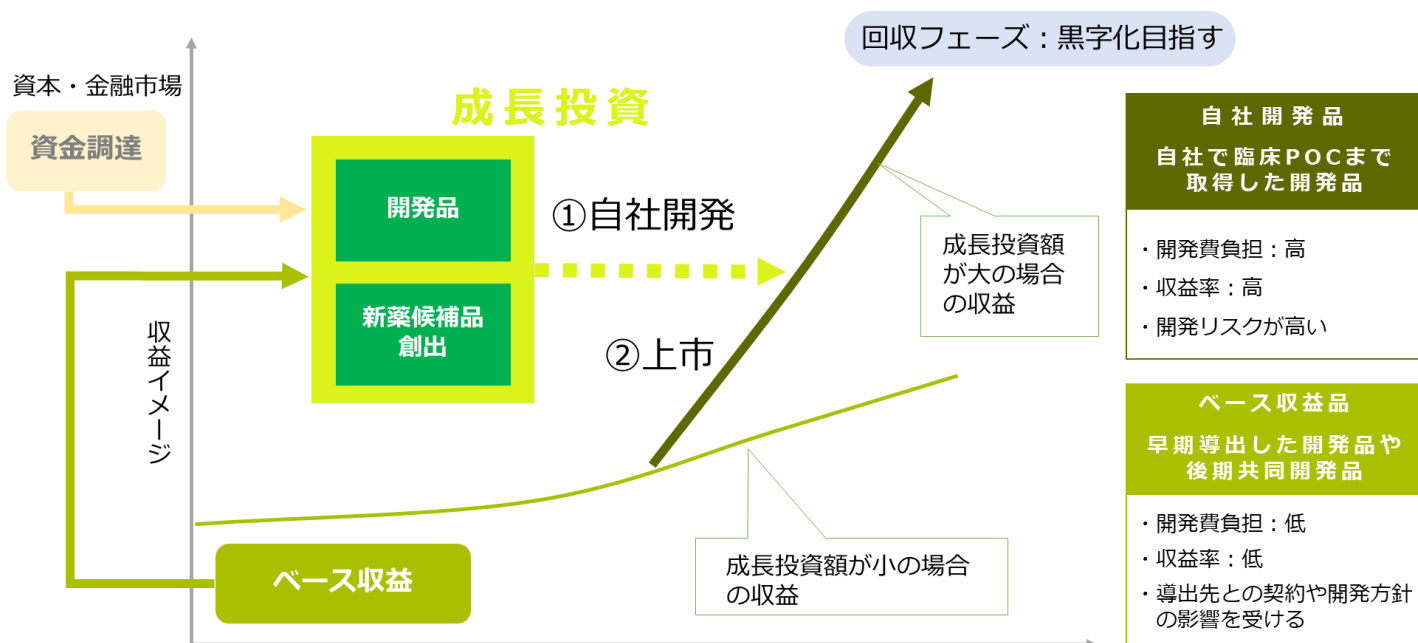 回収フェーズ：黒字化目指す
資本・金融市場
資金調達
成長投資
開発品
新薬候補品
創出
①自社開発
②上市
収益イメージ
成長投資額
が大の場合
の収益
成長投資額が小の場合
の収益
ベース収益
自社開発品
自社で臨床POCまで
取得した開発品
・開発費負担：高
・収益率：高
・開発リスクが高い
ベース収益品
早期導出した開発品や
後期共同開発品
・開発費負担：低
・収益率：低
・導出先との契約や開発方針
の影響を受ける